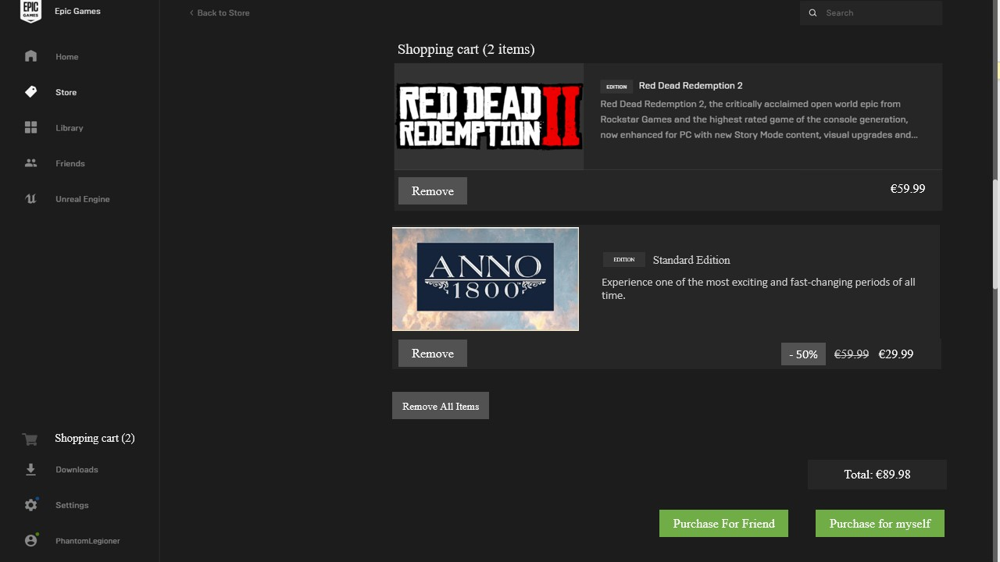 EPIC
GAMES
Epic Games
Back to Store
Search
Home
Store
Library
Friends
Unreal Engine
Shopping cart (2)
Downloads
Settings
PhantomLegioner
Shopping cart (2 items)
RED DEAD
REDEMPTION II
EDITION Red Dead Redemption 2
Red Dead Redemption 2, the critically acclaimed open world epic from
Rockstar Games and the highest rated game of the console generation,
now enhanced for PC with new Story Mode content, visual upgrades and...
Remove
€59.99
ANNO
1800
EDITION Standard Edition
Experience one of the most exciting and fast-changing periods of all
time.
Remove
- 50% €59.99 €29.99
Remove All Items
Total: €89.98
Purchase For Friend
Purchase for myself